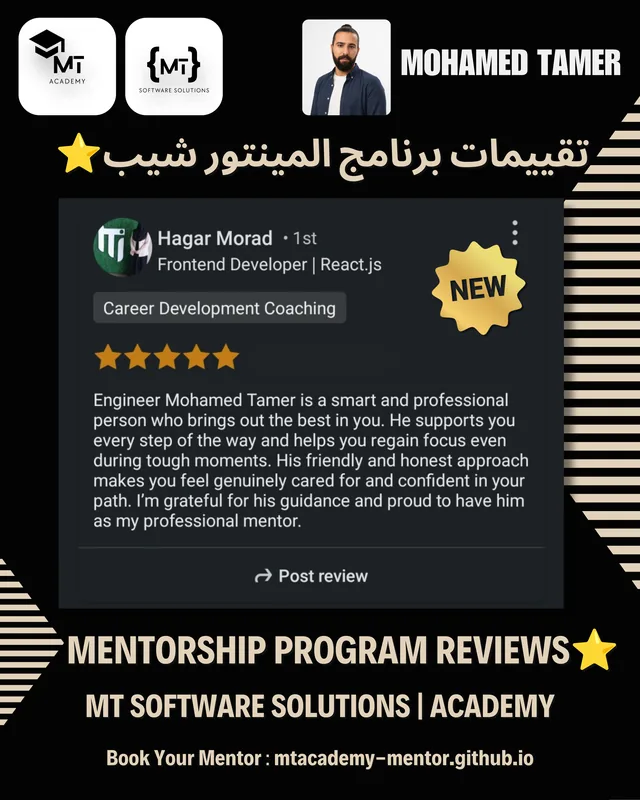 MT
ACADEMY
{MT}
SOFTWARE SOLUTIONS
MOHAMED TAMER
تقييمات برنامج المينتور شيب⭐
iTi
Hagar Morad • 1st
Frontend Developer | React.js
NEW
Career Development Coaching
Engineer Mohamed Tamer is a smart and professional
person who brings out the best in you. He supports you
every step of the way and helps you regain focus even
during tough moments. His friendly and honest approach
makes you feel genuinely cared for and confident in your
path. I’m grateful for his guidance and proud to have him
as my professional mentor.
Post review
MENTORSHIP PROGRAM REVIEWS⭐
MT SOFTWARE SOLUTIONS | ACADEMY
Book Your Mentor : mtacademy-mentor.github.io